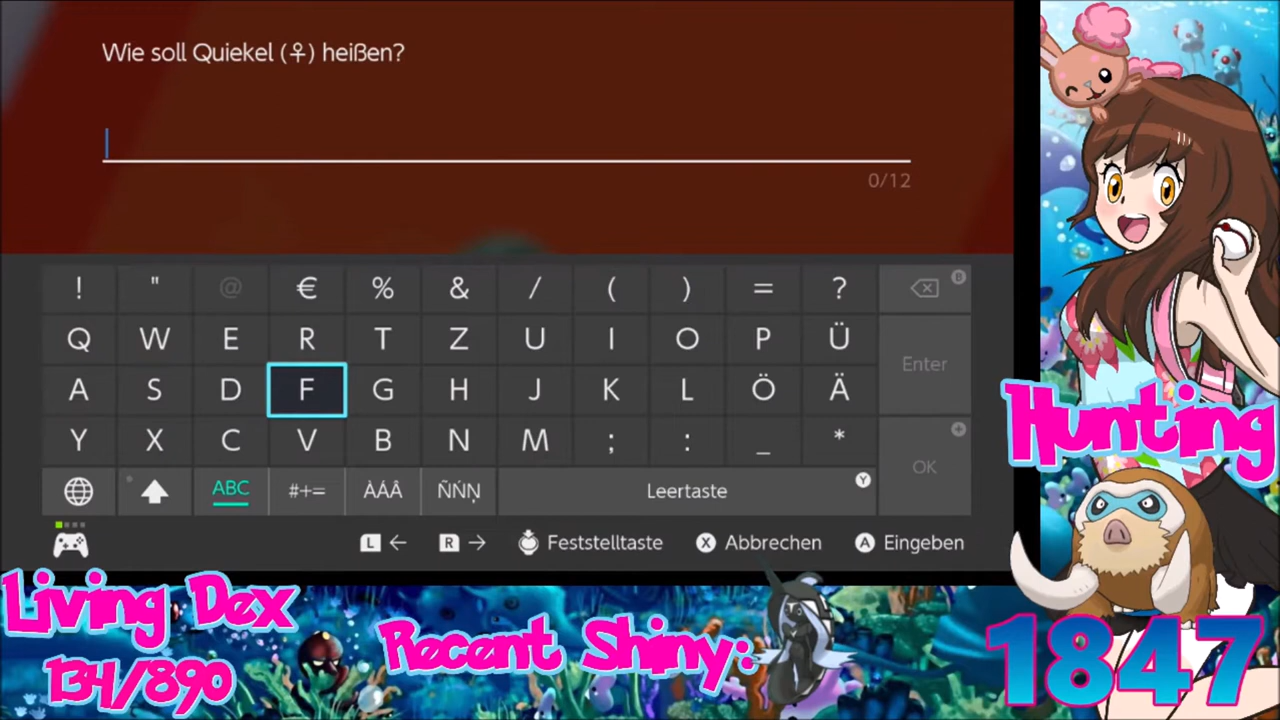 Wie soll Quiekel (♀) heißen?
0/12
! " @ € % & / ( ) = ?
Q W E R T Z U I O P Ü
Enter
A S D F G H J K L Ö Ä
Y X C V B N M ; : _ *
OK
ABC #+= ÀÁÂ ÑŃŅ Leertaste
L ← R → Feststelltaste X Abbrechen A Eingeben
Hunting
1847
Living Dex
134/890
Recent Shiny: